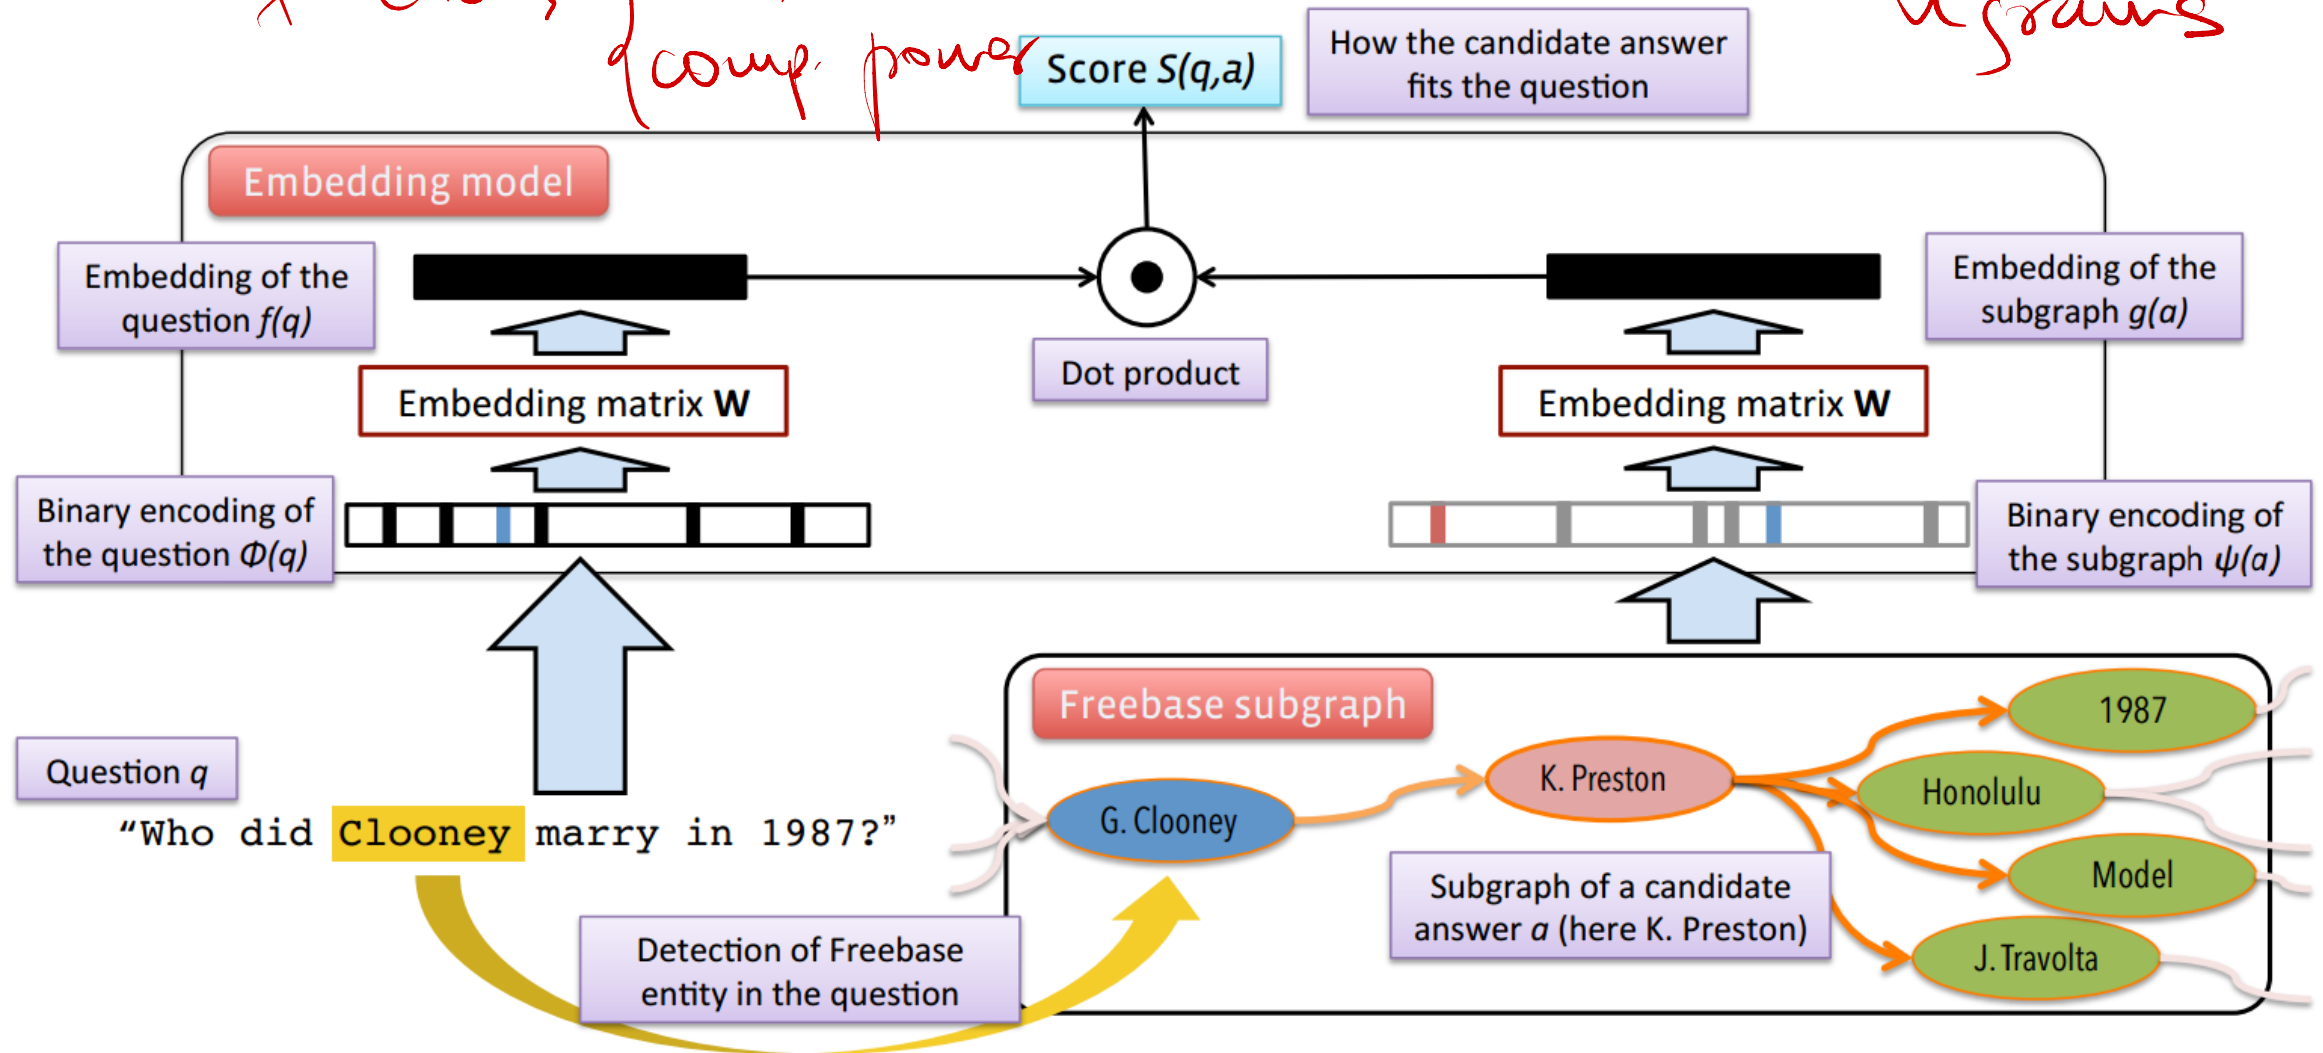 comp. power
Score S(q,a)
How the candidate answer
fits the question
Embedding model
Embedding of the
question f(q)
Embedding of the
subgraph g(a)
Dot product
Embedding matrix W
Embedding matrix W
Binary encoding of
the question Φ(q)
Binary encoding of
the subgraph ψ(a)
Question q
“Who did Clooney marry in 1987?”
Detection of Freebase
entity in the question
Freebase subgraph
G. Clooney
K. Preston
1987
Honolulu
Model
J. Travolta
Subgraph of a candidate
answer a (here K. Preston)